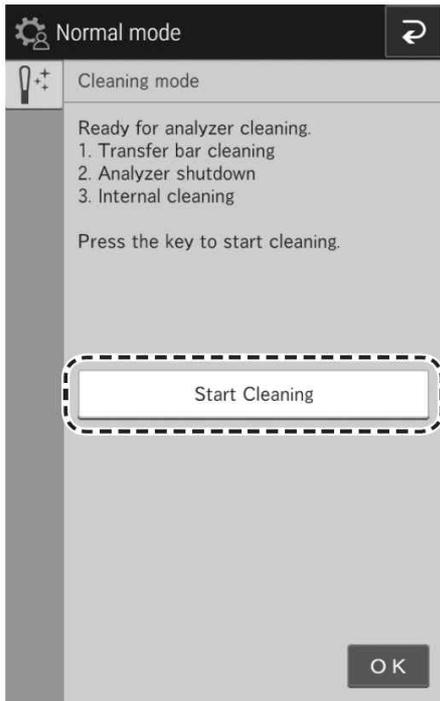 Normal mode
Cleaning mode
Ready for analyzer cleaning.
1. Transfer bar cleaning
2. Analyzer shutdown
3. Internal cleaning
Press the key to start cleaning.
Start Cleaning
OK